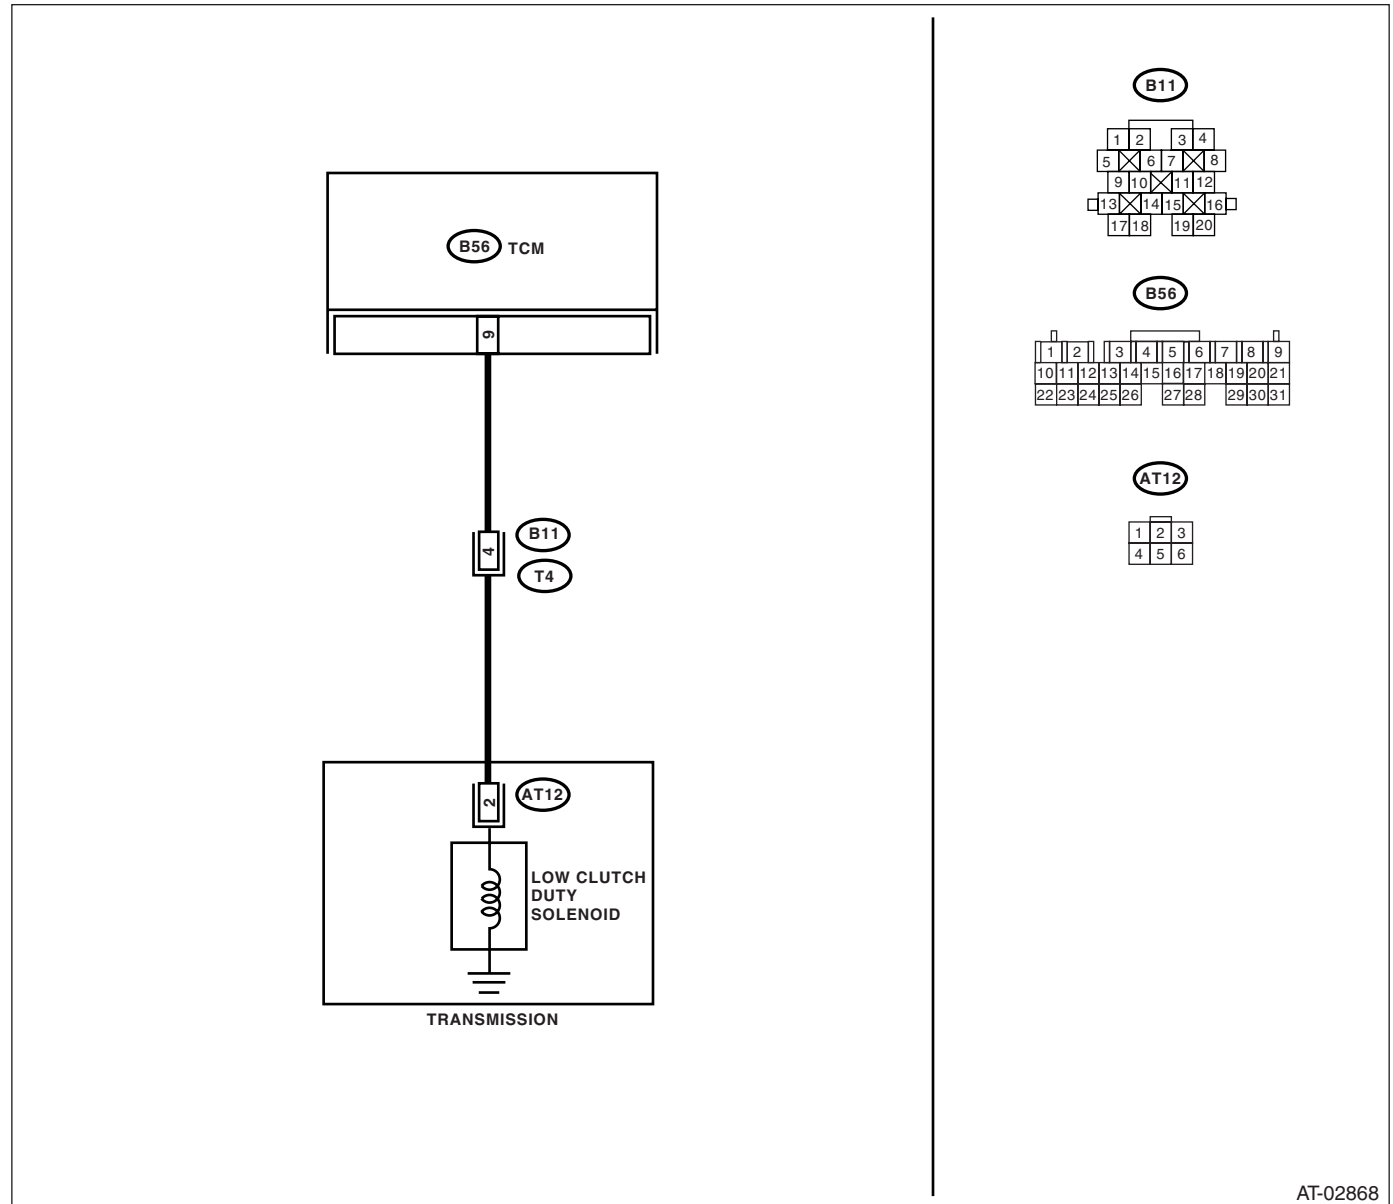 B56 TCM
9
4
B11
T4
2
AT12
LOW CLUTCH
DUTY
SOLENOID
TRANSMISSION
B11
1 2 3 4
5 6 7 8
9 10 11 12
13 14 15 16
17 18 19 20
B56
1 2 3 4 5 6 7 8 9
10 11 12 13 14 15 16 17 18 19 20 21
22 23 24 25 26 27 28 29 30 31
AT12
1 2 3
4 5 6
AT-02868